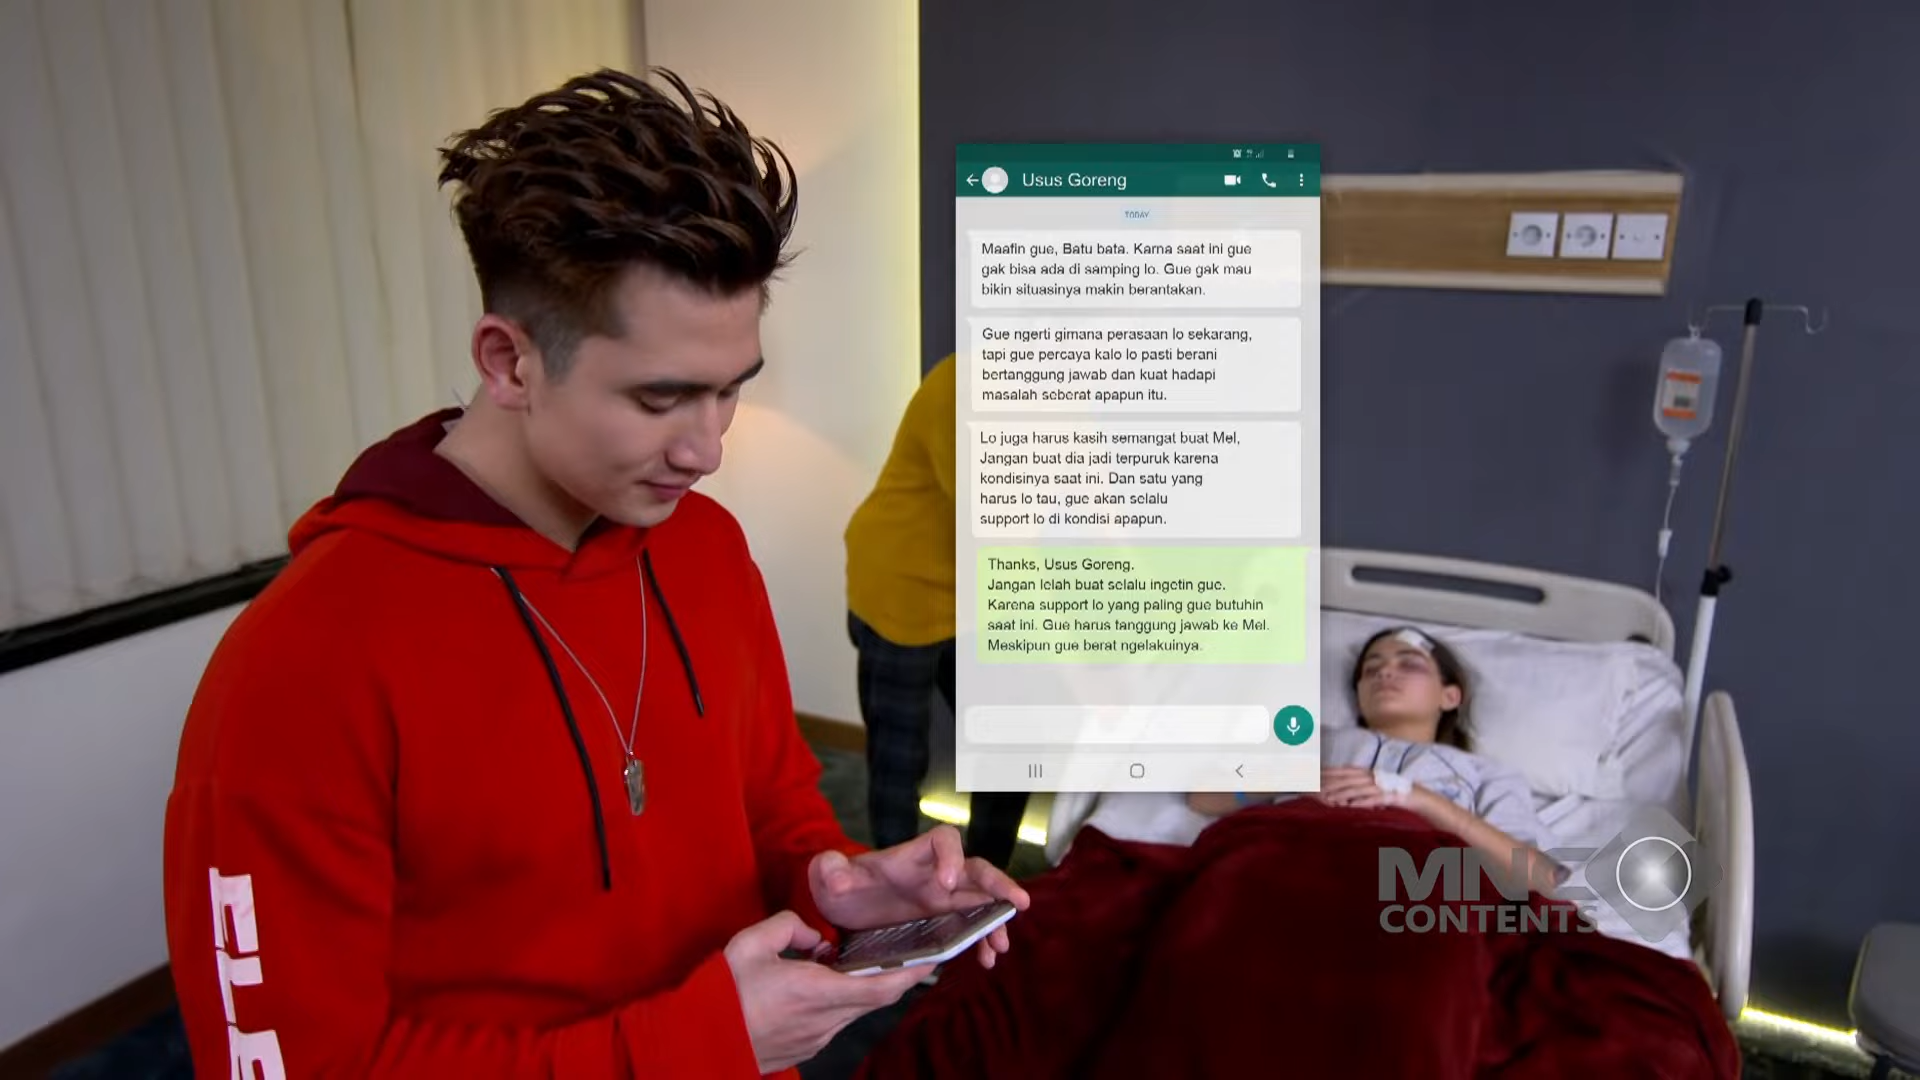 Usus Goreng
TODAY
Maafin gue, Batu bata. Karna saat ini gue
gak bisa ada di samping lo. Gue gak mau
bikin situasinya makin berantakan.
Gue ngerti gimana perasaan lo sekarang,
tapi gue percaya kalo lo pasti berani
bertanggung jawab dan kuat hadapi
masalah seberat apapun itu.
Lo juga harus kasih semangat buat Mel,
Jangan buat dia jadi terpuruk karena
kondisinya saat ini. Dan satu yang
harus lo tau, gue akan selalu
support lo di kondisi apapun.
Thanks, Usus Goreng.
Jangan lelah buat selalu ingetin gue.
Karena support lo yang paling gue butuhin
saat ini. Gue harus tanggung jawab ke Mel.
Meskipun gue berat ngelakuinya.
MNC
CONTENTS